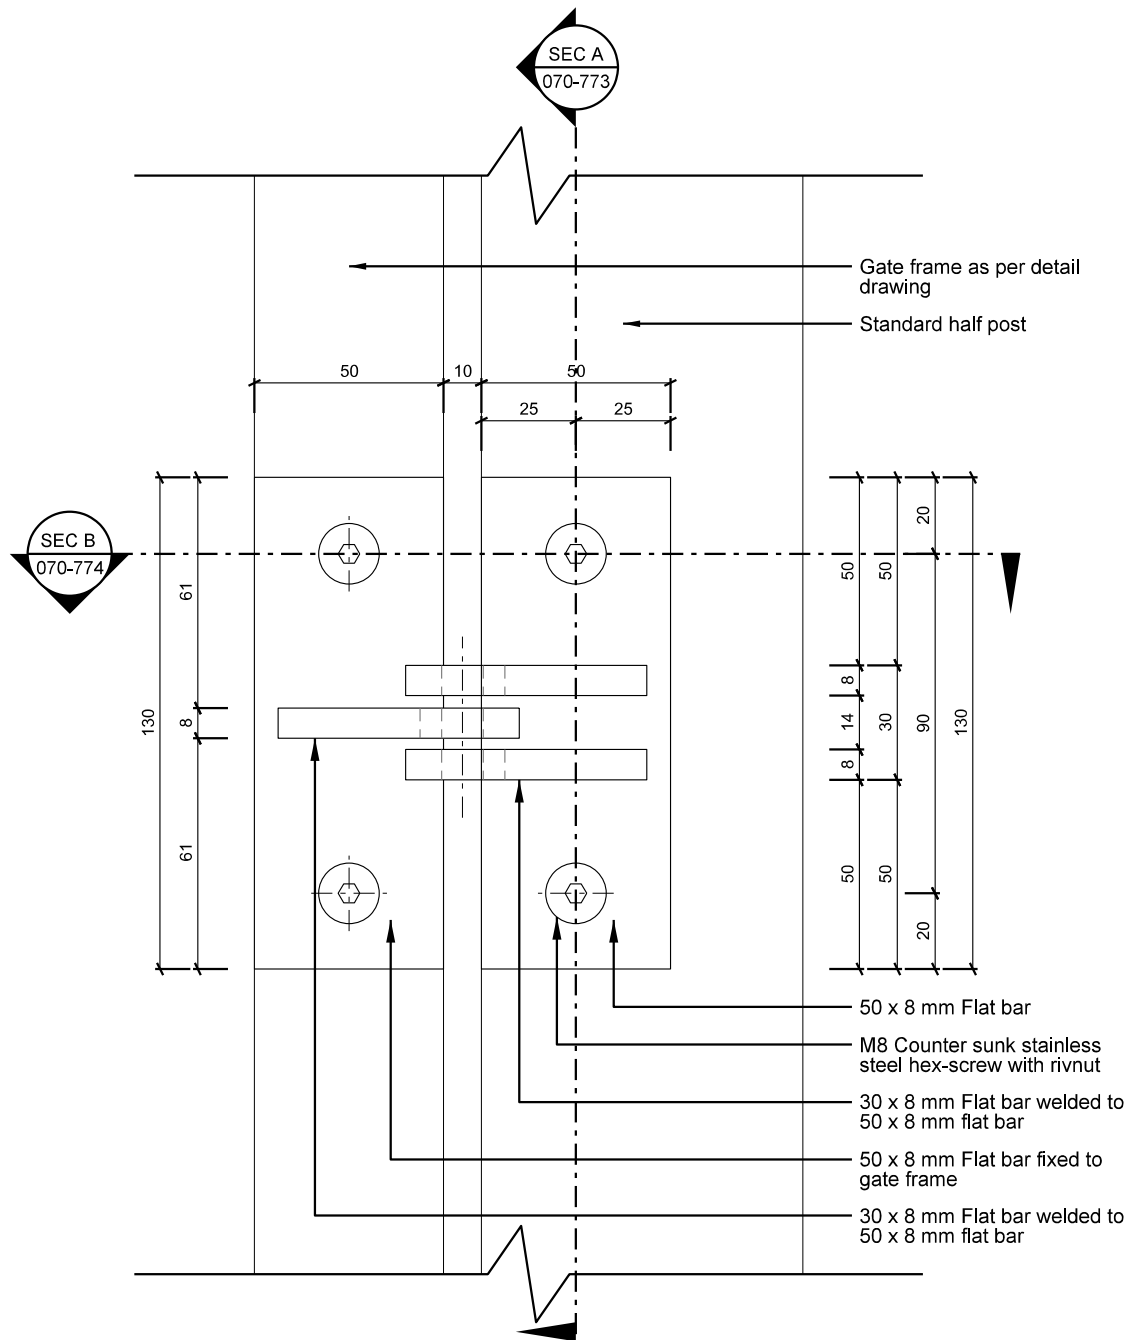 SEC A
070-773
Gate frame as per detail
drawing
Standard half post
50
10
50
25
25
SEC B
070-774
130
61
8
61
50
8
14
8
50
50
30
50
20
90
20
130
50 x 8 mm Flat bar
M8 Counter sunk stainless
steel hex-screw with rivnut
30 x 8 mm Flat bar welded to
50 x 8 mm flat bar
50 x 8 mm Flat bar fixed to
gate frame
30 x 8 mm Flat bar welded to
50 x 8 mm flat bar